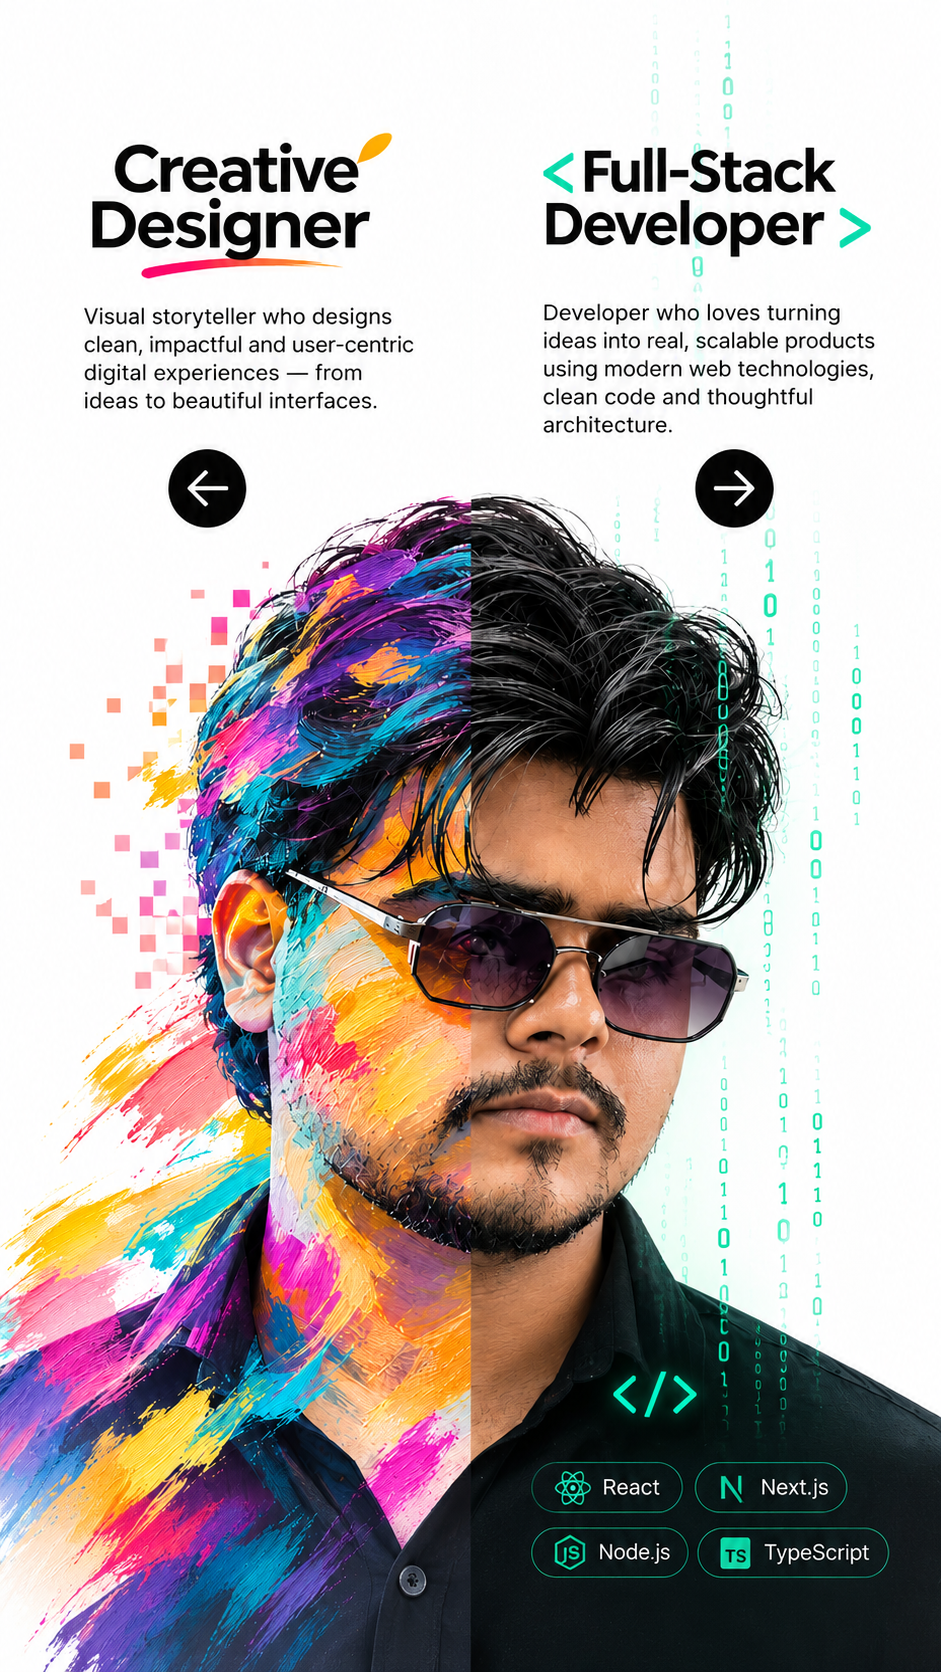 Creative
Designer
Visual storyteller who designs
clean, impactful and user-centric
digital experiences — from
ideas to beautiful interfaces.
<Full-Stack
Developer>
Developer who loves turning
ideas into real, scalable products
using modern web technologies,
clean code and thoughtful
architecture.
</>
React
N Next.js
JS Node.js
TS TypeScript